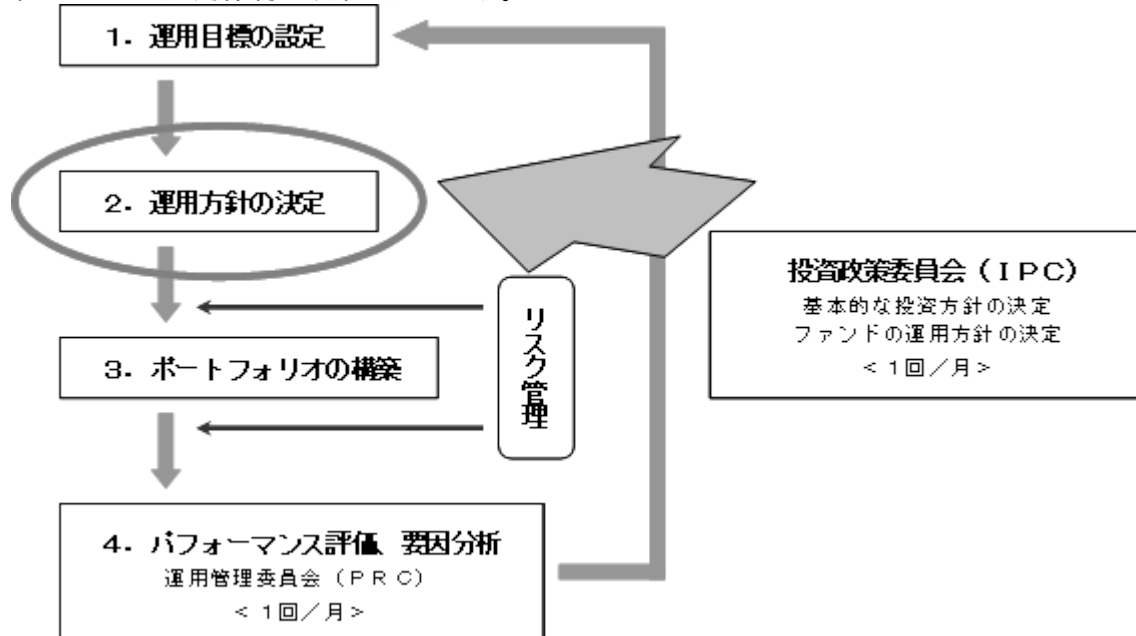 1．運用目標の設定
2．運用方針の決定
投資政策委員会（ＩＰＣ）
基本的な投資方針の決定
ファンドの運用方針の決定
＜１回／月＞
リスク管理
3．ポートフォリオの構築
4．パフォーマンス評価、要因分析
運用管理委員会（ＰＲＣ）
＜１回／月＞